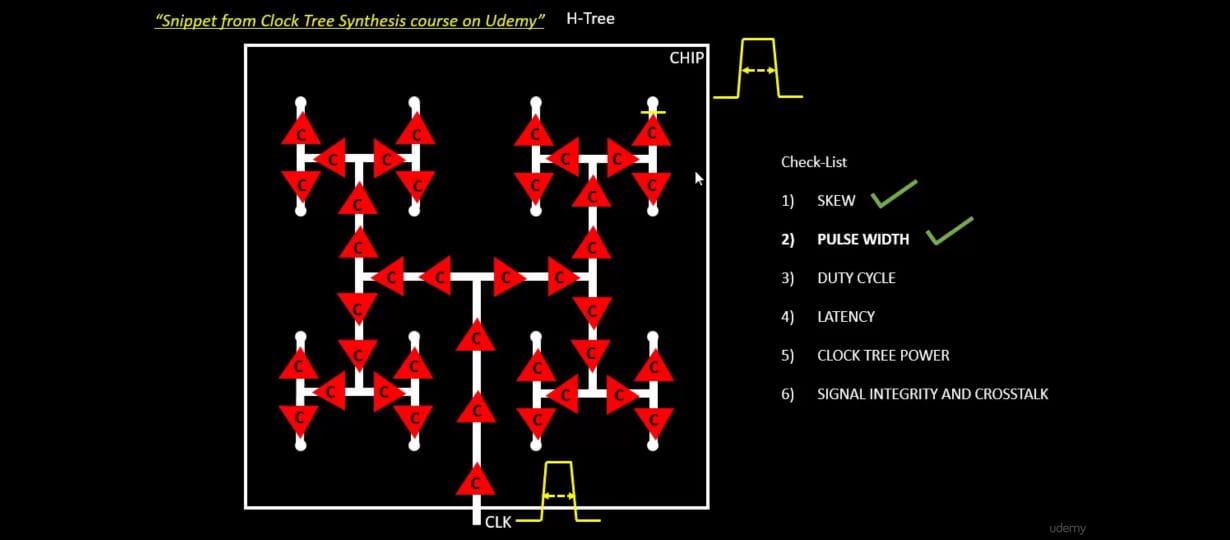 “Snippet from Clock Tree Synthesis course on Udemy” H-Tree
CHIP
C C C C
C C C C
C C C C
C C
C C
C C C C
C C
C
C C
C C C C
C C C C
C
C C C C
C
CLK
Check-List
1) SKEW
2) PULSE WIDTH
3) DUTY CYCLE
4) LATENCY
5) CLOCK TREE POWER
6) SIGNAL INTEGRITY AND CROSSTALK
udemy